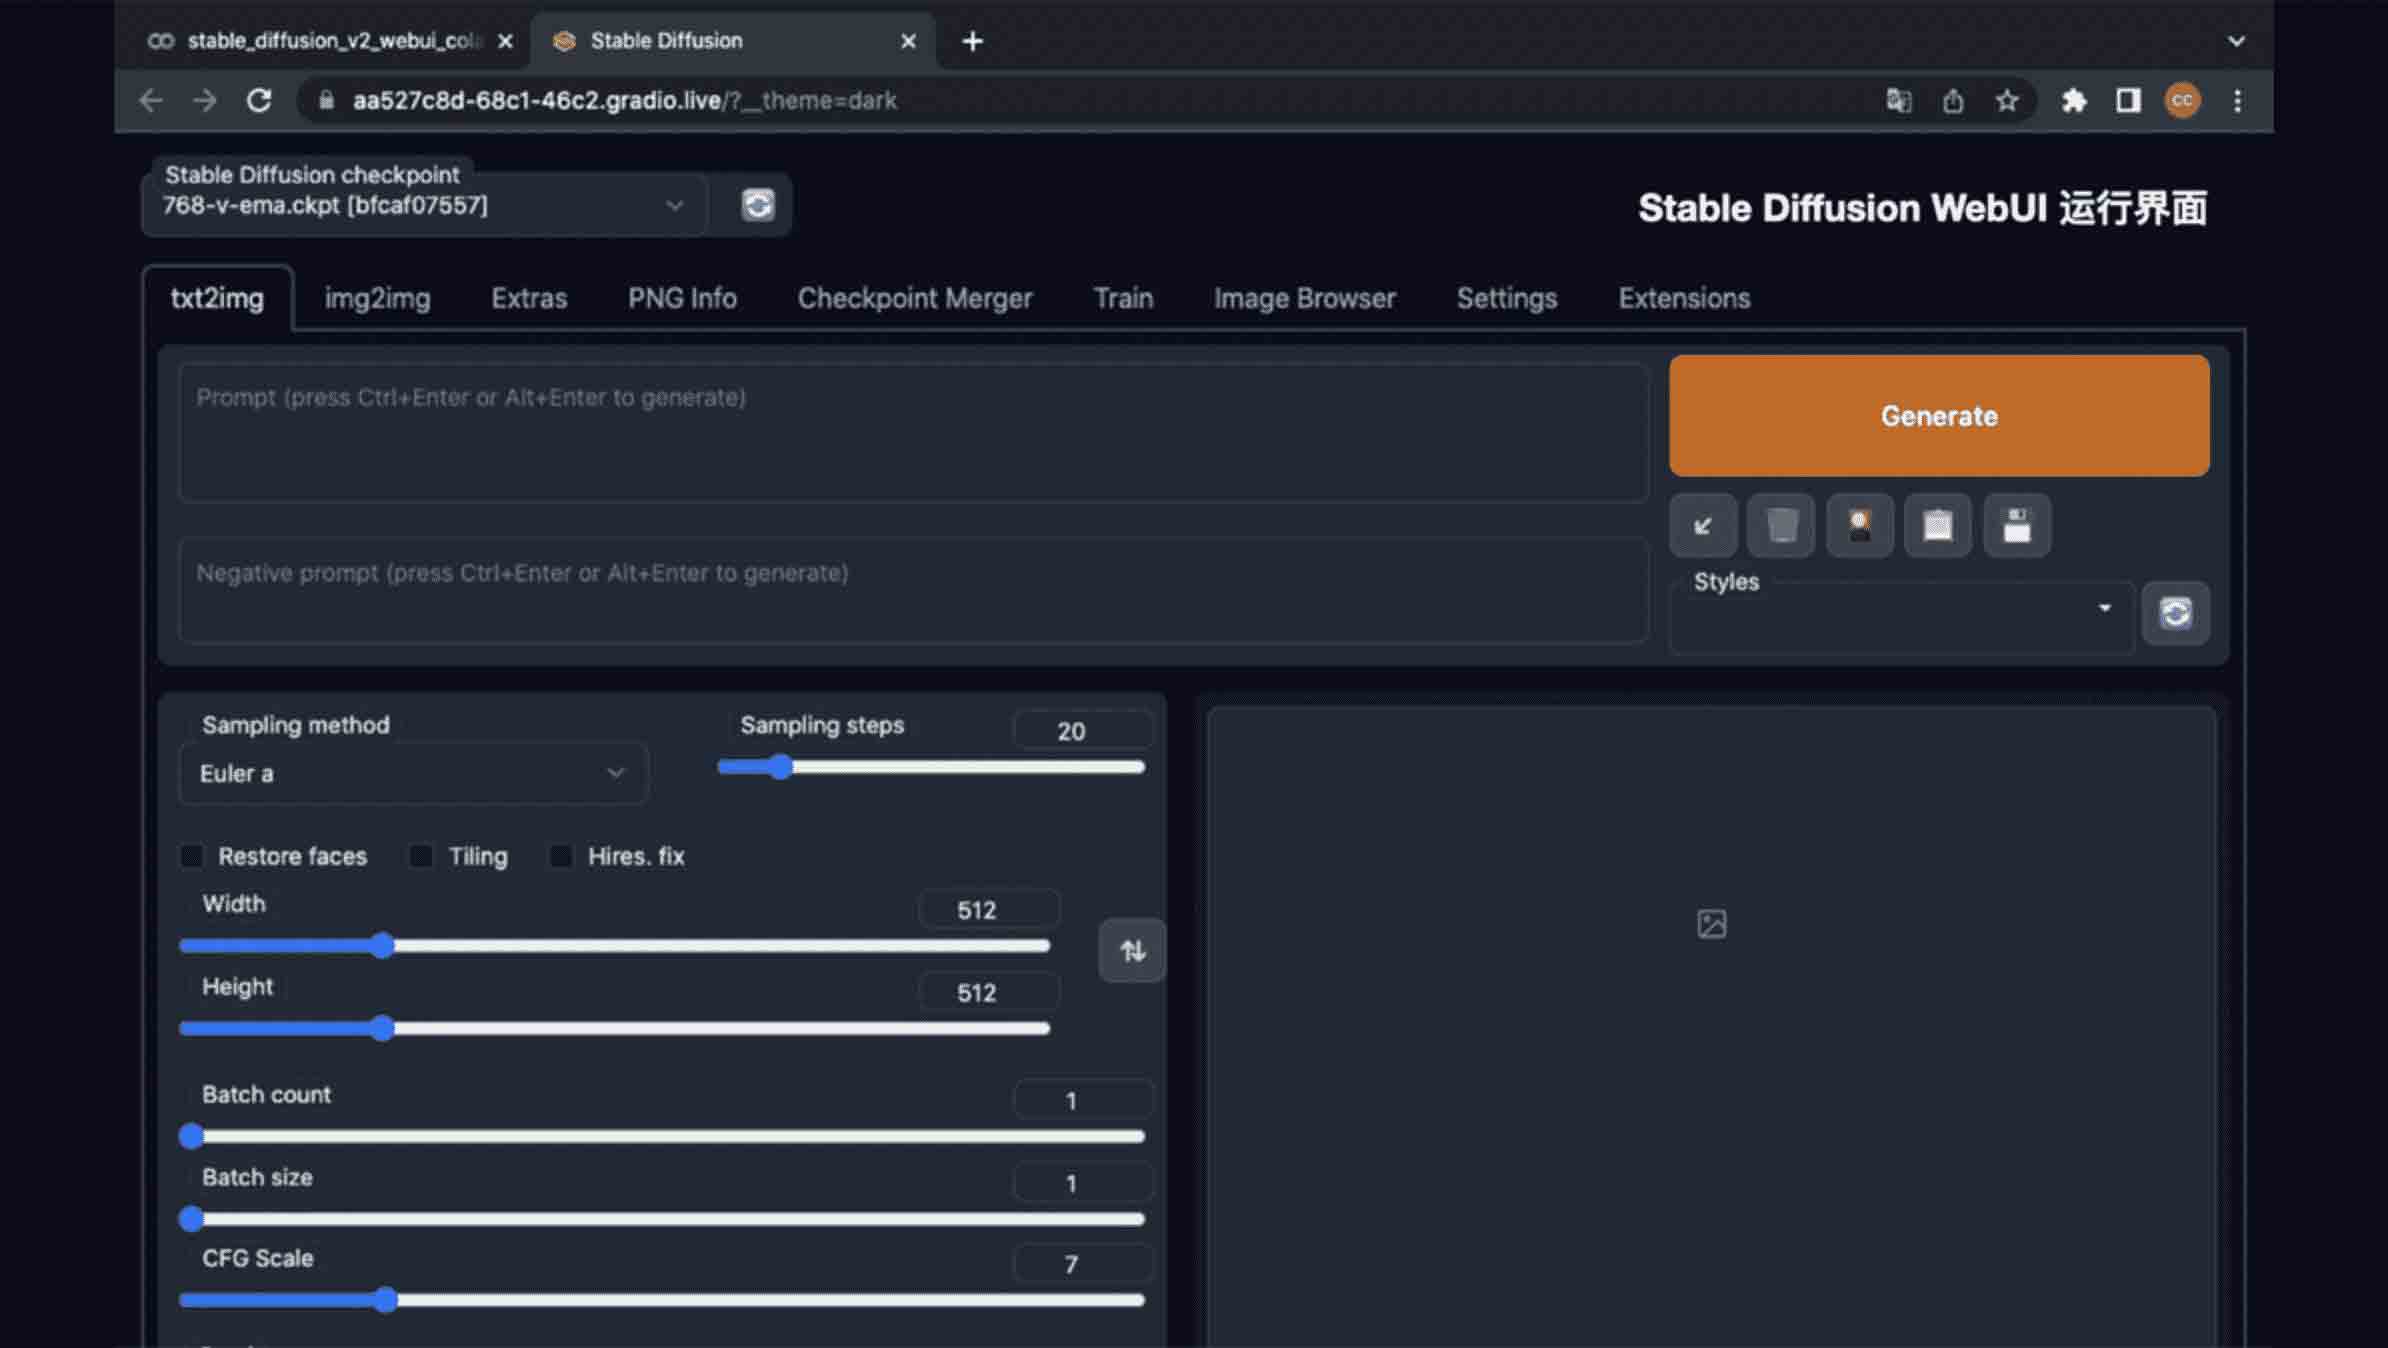 stable_diffusion_v2_webui_cola
Stable Diffusion
aa527c8d-68c1-46c2.gradio.live/?__theme=dark
CC
Stable Diffusion checkpoint
768-v-ema.ckpt [bfcaf07557]
Stable Diffusion WebUI 运行界面
txt2img img2img Extras PNG Info Checkpoint Merger Train Image Browser Settings Extensions
Prompt (press Ctrl+Enter or Alt+Enter to generate)
Generate
Negative prompt (press Ctrl+Enter or Alt+Enter to generate)
Styles
Sampling method
Euler a
Sampling steps 20
Restore faces Tiling Hires. fix
Width 512
Height 512
Batch count 1
Batch size 1
CFG Scale 7